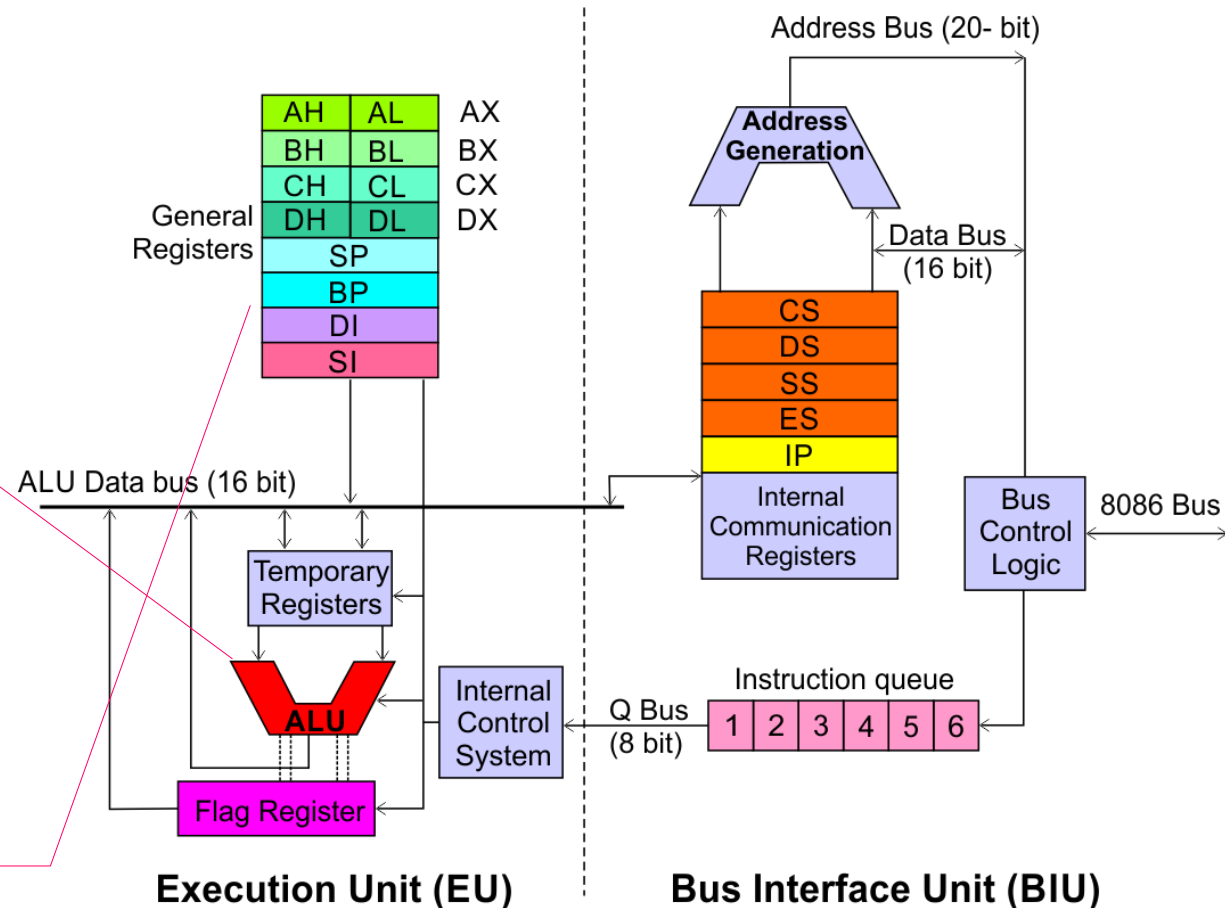 Address Bus (20- bit)
AH AL AX
BH BL BX
CH CL CX
DH DL DX
General
Registers
SP
BP
DI
SI
ALU Data bus (16 bit)
Temporary
Registers
ALU
Internal
Control
System
Flag Register
Execution Unit (EU)
Address
Generation
Data Bus
(16 bit)
CS
DS
SS
ES
IP
Internal
Communication
Registers
Bus
Control
Logic
8086 Bus
Instruction queue
Q Bus
(8 bit)
1 2 3 4 5 6
Bus Interface Unit (BIU)